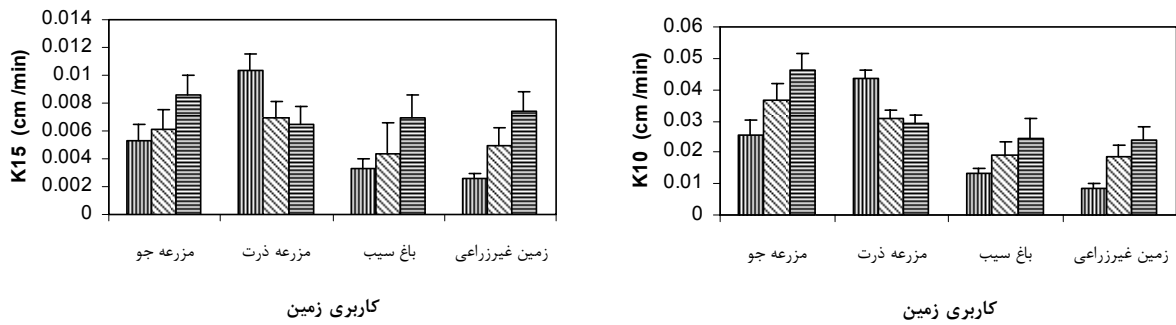 K15 (cm /min)
0.014
0.012
0.01
0.008
0.006
0.004
0.002
0
مزرعه جو
مزرعه ذرت
باغ سیب
زمین غیرزراعی
کاربری زمین
K10 (cm /min)
0.06
0.05
0.04
0.03
0.02
0.01
0
مزرعه جو
مزرعه ذرت
باغ سیب
زمین غیرزراعی
کاربری زمین